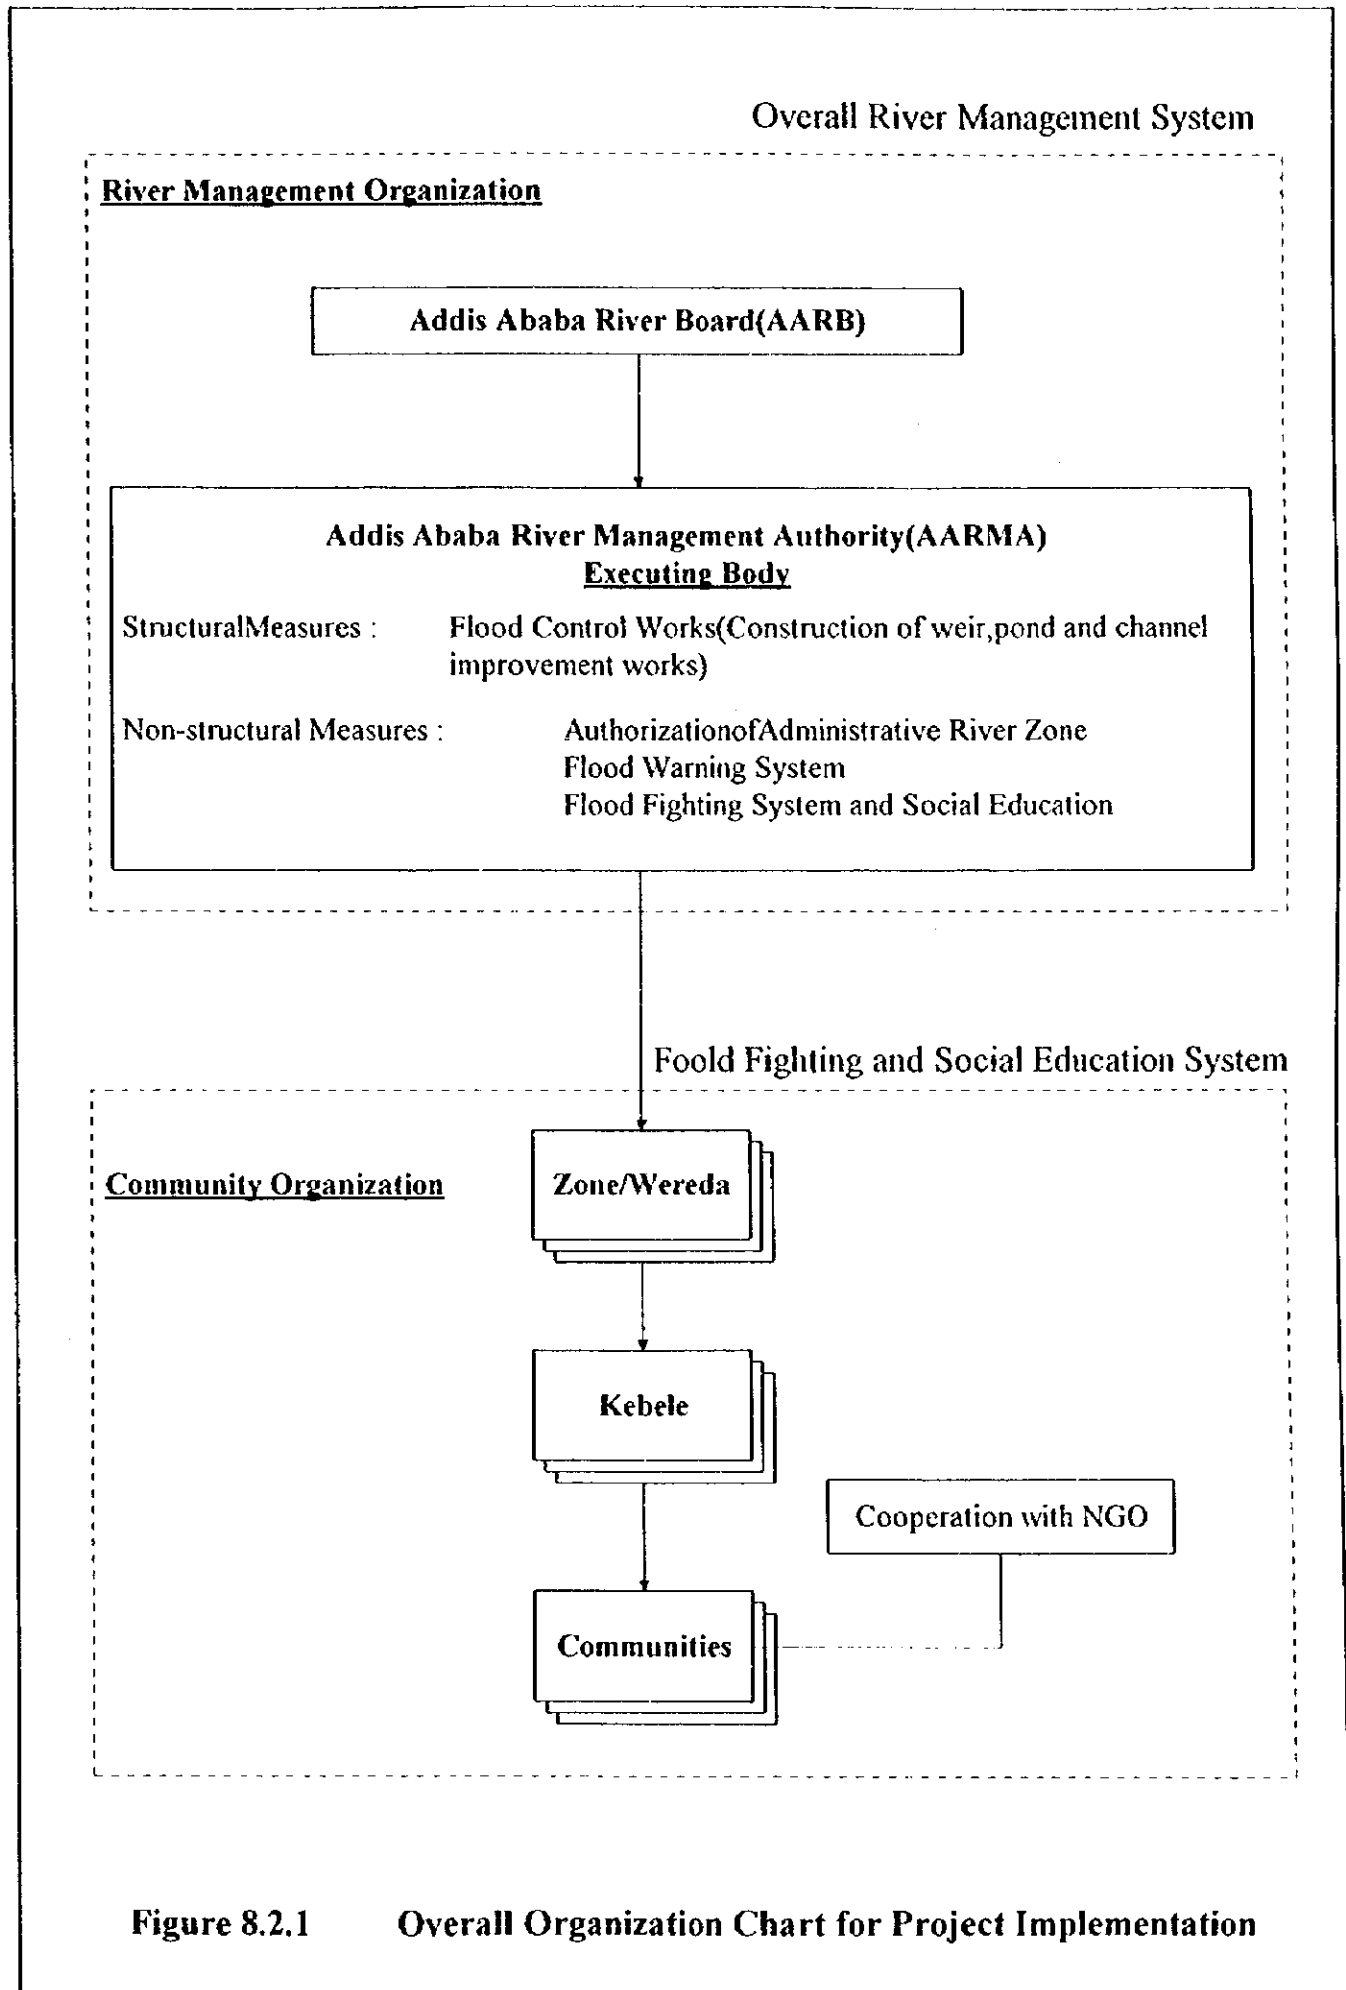 Overall River Management System
River Management Organization
Addis Ababa River Board(AARB)
Addis Ababa River Management Authority(AARMA)
Executing Body
StructuralMeasures : Flood Control Works(Construction of weir,pond and channel
improvement works)
Non-structural Measures : AuthorizationofAdministrative River Zone
Flood Warning System
Flood Fighting System and Social Education
Foold Fighting and Social Education System
Community Organization
Zone/Wereda
Kebele
Cooperation with NGO
Communities
Figure 8.2.1 Overall Organization Chart for Project Implementation